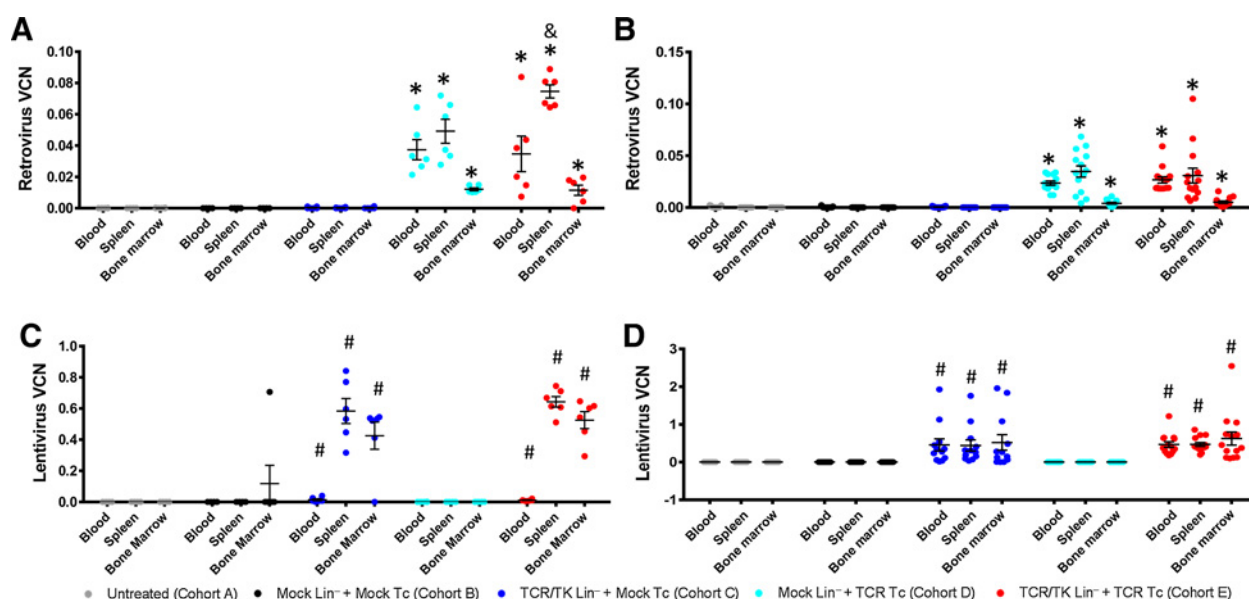 A
Retrovirus VCN
0.10
0.08
0.06
0.04
0.02
0.00
* * * * & * *
Blood Spleen Bone marrow Blood Spleen Bone marrow Blood Spleen Bone marrow Blood Spleen Bone marrow Blood Spleen Bone marrow
B
Retrovirus VCN
0.15
0.10
0.05
0.00
* * * * * *
Blood Spleen Bone marrow Blood Spleen Bone marrow Blood Spleen Bone marrow Blood Spleen Bone marrow Blood Spleen Bone marrow
C
Lentivirus VCN
1.0
0.8
0.6
0.4
0.2
0.0
# # # # # #
Blood Spleen Bone Marrow Blood Spleen Bone Marrow Blood Spleen Bone Marrow Blood Spleen Bone Marrow Blood Spleen Bone Marrow
D
Lentivirus VCN
3
2
1
0
-1
# # # # # #
Blood Spleen Bone marrow Blood Spleen Bone marrow Blood Spleen Bone marrow Blood Spleen Bone marrow Blood Spleen Bone marrow
Untreated (Cohort A) Mock Lin⁻ + Mock Tc (Cohort B) TCR/TK Lin⁻ + Mock Tc (Cohort C) Mock Lin⁻ + TCR Tc (Cohort D) TCR/TK Lin⁻ + TCR Tc (Cohort E)